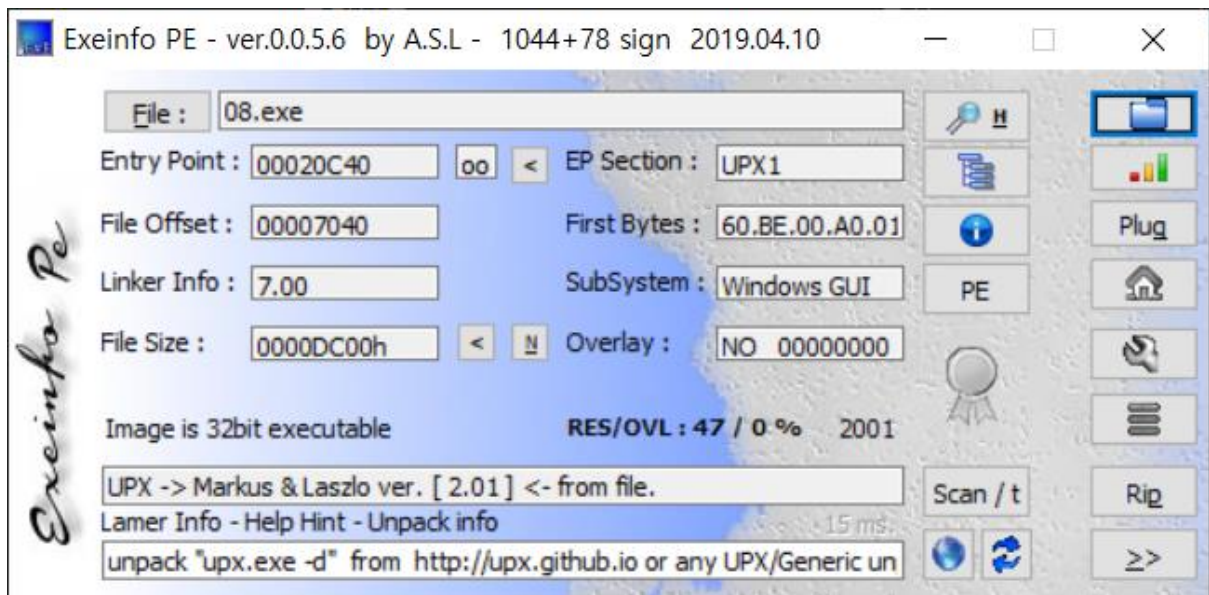 Exeinfo PE - ver.0.0.5.6 by A.S.L - 1044+78 sign 2019.04.10
File : 08.exe H
Entry Point : 00020C40 oo < EP Section : UPX1
File Offset : 00007040 First Bytes : 60.BE.00.A0.01 Plug
Linker Info : 7.00 SubSystem : Windows GUI PE
File Size : 0000DC00h < N Overlay : NO 00000000
Image is 32bit executable RES/OVL : 47 / 0 % 2001
UPX -> Markus & Laszlo ver. [ 2.01 ] <- from file. Scan / t Rip
Lamer Info - Help Hint - Unpack info 15 ms.
unpack "upx.exe -d" from http://upx.github.io or any UPX/Generic un >>
Exeinfo Pe